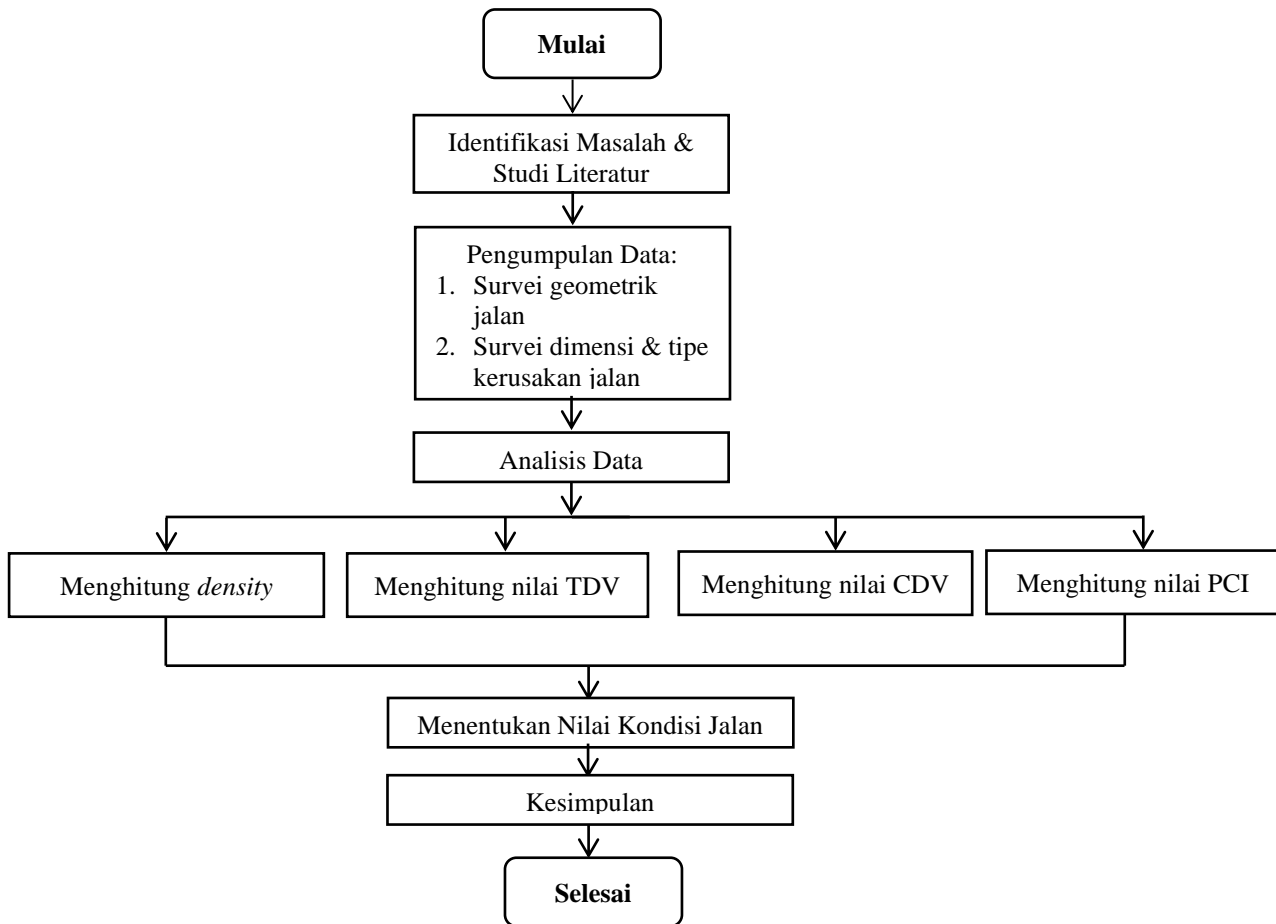 Mulai
Identifikasi Masalah &
Studi Literatur
Pengumpulan Data:
1. Survei geometrik
jalan
2. Survei dimensi & tipe
kerusakan jalan
Analisis Data
Menghitung density
Menghitung nilai TDV
Menghitung nilai CDV
Menghitung nilai PCI
Menentukan Nilai Kondisi Jalan
Kesimpulan
Selesai